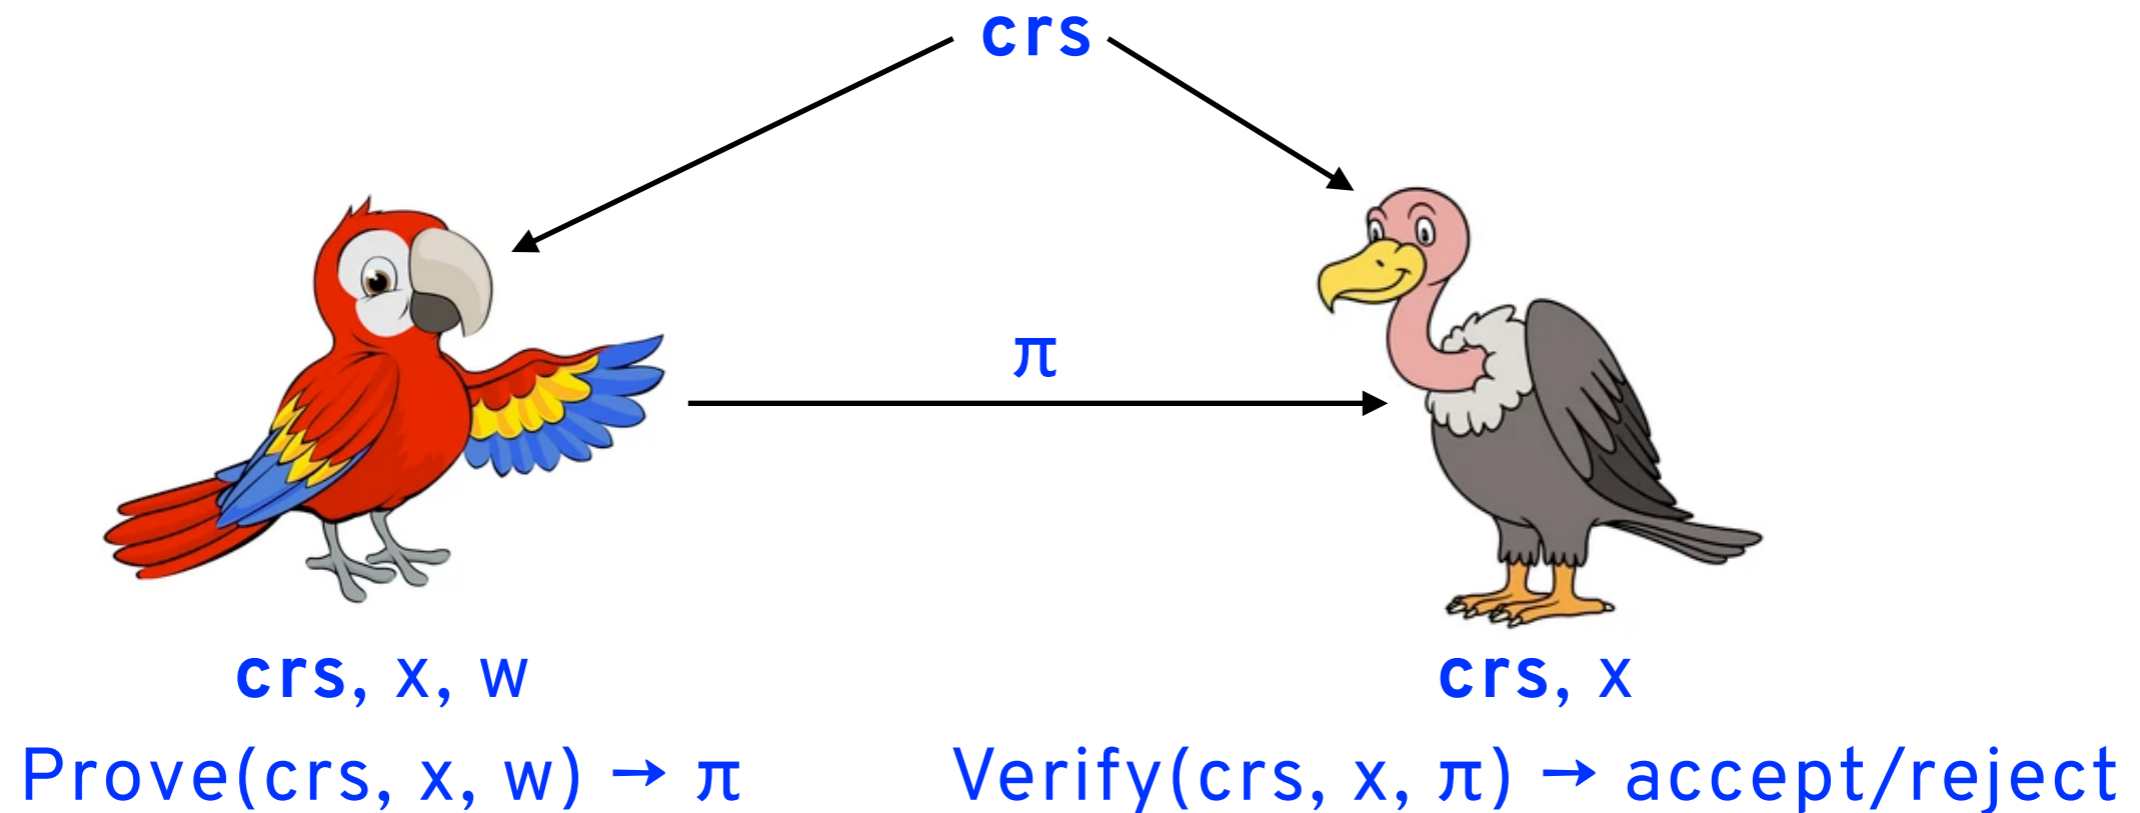 crs
π
crs, x, w
crs, x
Prove(crs, x, w) → π
Verify(crs, x, π) → accept/reject